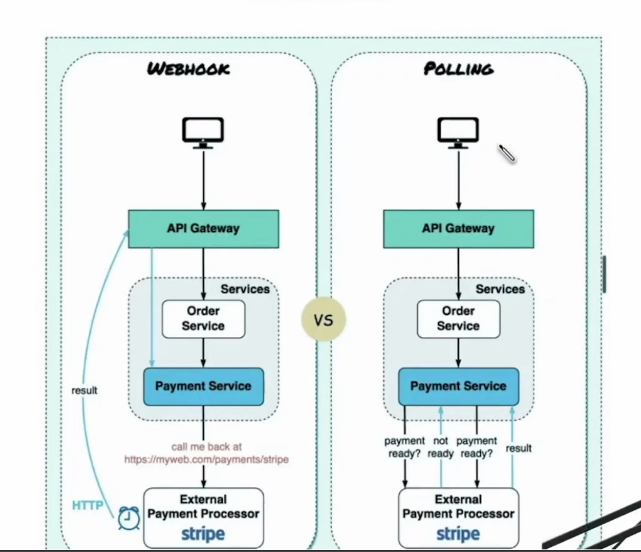 WEBHOOK
API Gateway
Services
Order
Service
Payment Service
result
call me back at
https://myweb.com/payments/stripe
HTTP
External
Payment Processor
stripe
VS
POLLING
API Gateway
Services
Order
Service
Payment Service
payment
ready?
not
ready
payment
ready?
result
External
Payment Processor
stripe